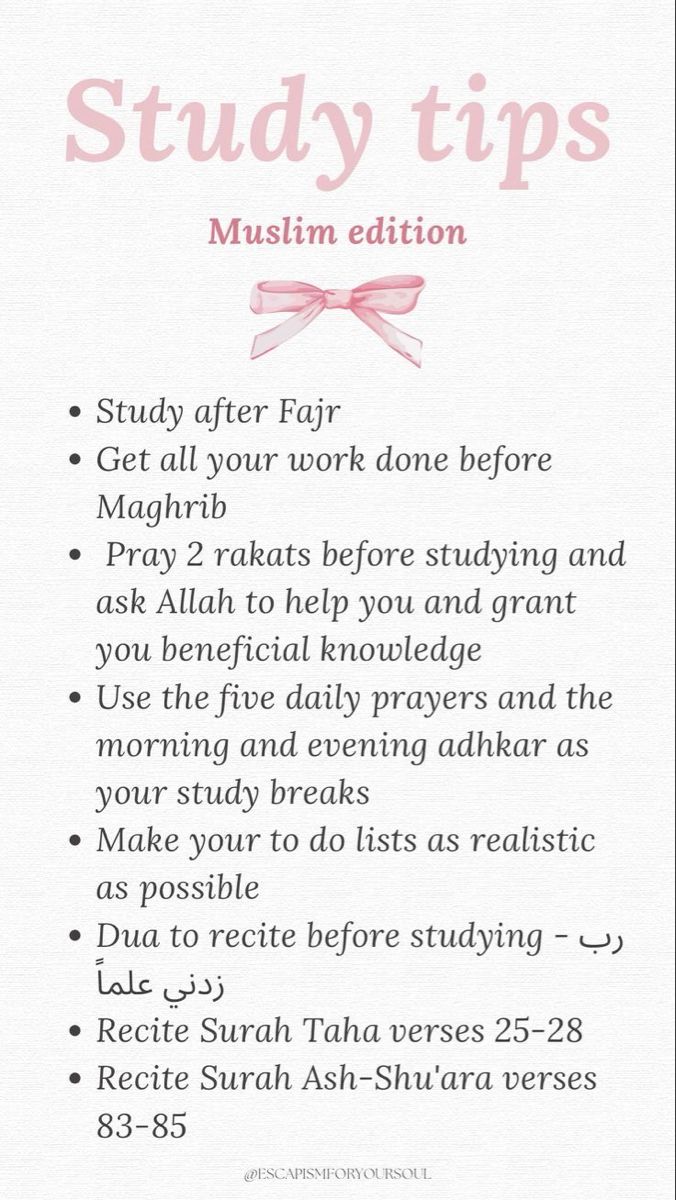 Study tips
Muslim edition
• Study after Fajr
• Get all your work done before
Maghrib
• Pray 2 rakats before studying and
ask Allah to help you and grant
you beneficial knowledge
• Use the five daily prayers and the
morning and evening adhkar as
your study breaks
• Make your to do lists as realistic
as possible
• Dua to recite before studying - رب
زدني علماً
• Recite Surah Taha verses 25-28
• Recite Surah Ash-Shu'ara verses
83-85
@ESCAPISMFORYOURSOUL